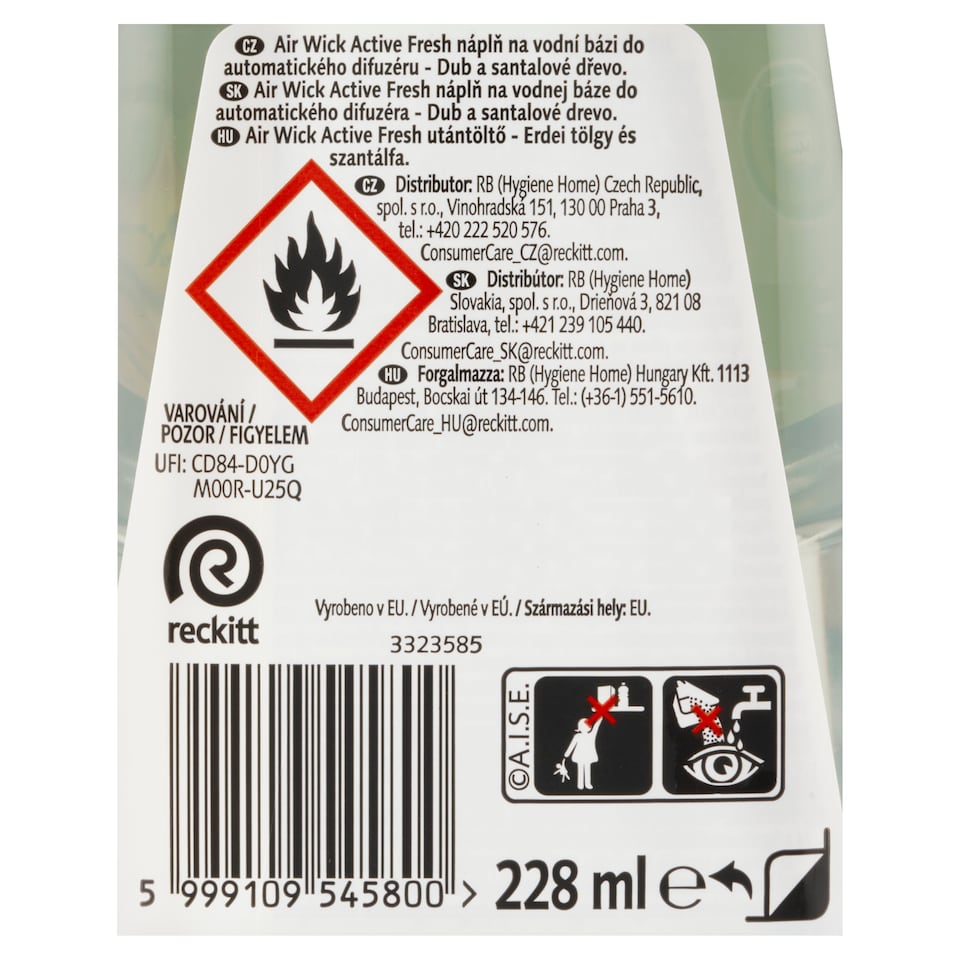 CZ Air Wick Active Fresh náplň na vodní bázi do
automatického difuzéru - Dub a santalové dřevo.
SK Air Wick Active Fresh náplň na vodnej báze do
automatického difuzéra - Dub a santalové drevo.
HU Air Wick Active Fresh utántöltő - Erdei tölgy és
szantálfa.
CZ Distributor: RB (Hygiene Home) Czech Republic,
spol. s r.o., Vinohradská 151, 130 00 Praha 3,
tel.: +420 222 520 576.
ConsumerCare_CZ@reckitt.com.
SK Distribútor: RB (Hygiene Home)
Slovakia, spol. s r.o., Drieňová 3, 821 08
Bratislava, tel.: +421 239 105 440.
ConsumerCare_SK@reckitt.com.
HU Forgalmazza: RB (Hygiene Home) Hungary Kft. 1113
Budapest, Bocskai út 134-146. Tel.: (+36-1) 551-5610.
ConsumerCare_HU@reckitt.com.
VAROVÁNÍ /
POZOR / FIGYELEM
UFI: CD84-D0YG
M00R-U25Q
reckitt
Vyrobeno v EU. / Vyrobené v EÚ. / Származási hely: EU.
3323585
©A.I.S.E.
5 999109 545800 >
228 ml ℮